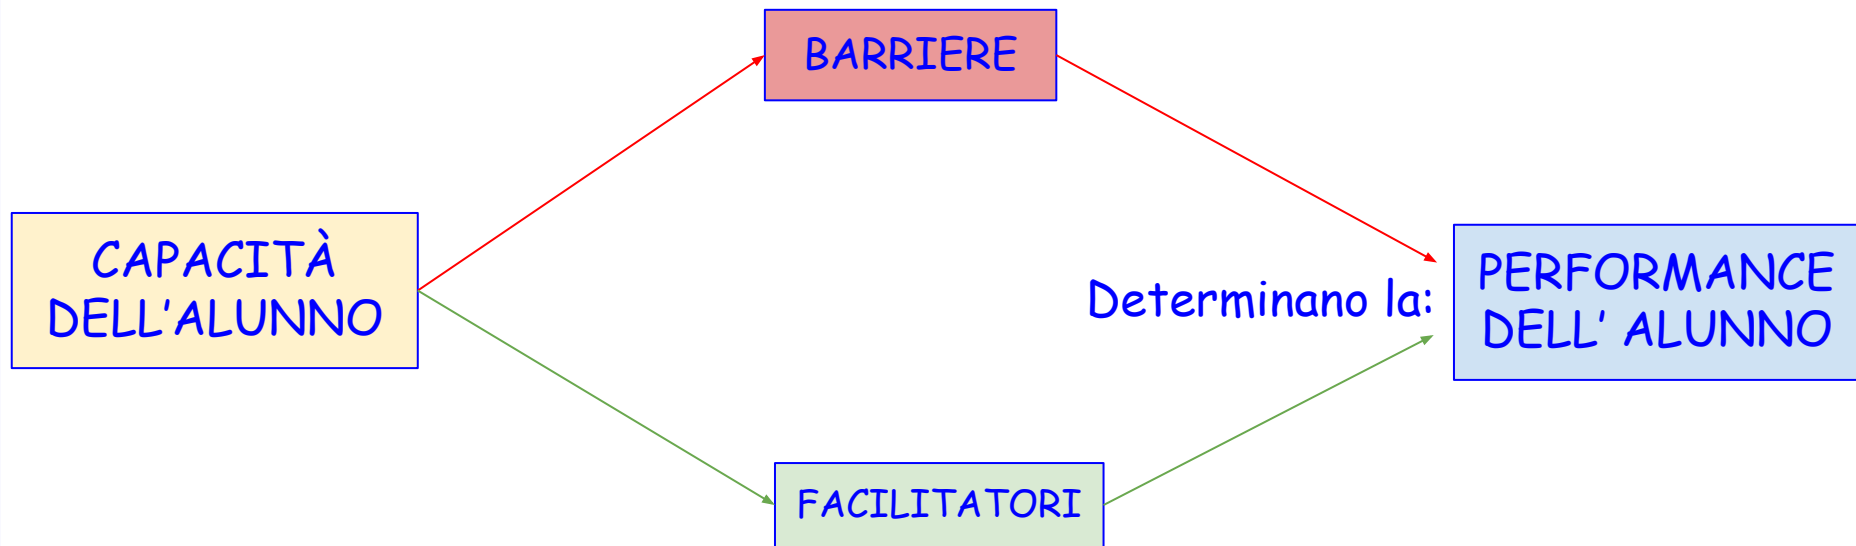 BARRIERE
CAPACITÀ
DELL'ALUNNO
Determinano la:
PERFORMANCE
DELL' ALUNNO
FACILITATORI